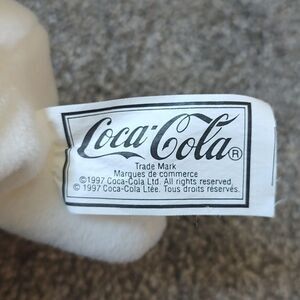 Coca-Cola®
Trade Mark
Marques de commerce
©1997 Coca-Cola Ltd. All rights reserved,
© 1997 Coca-Cola Ltée. Tous droits réservés.